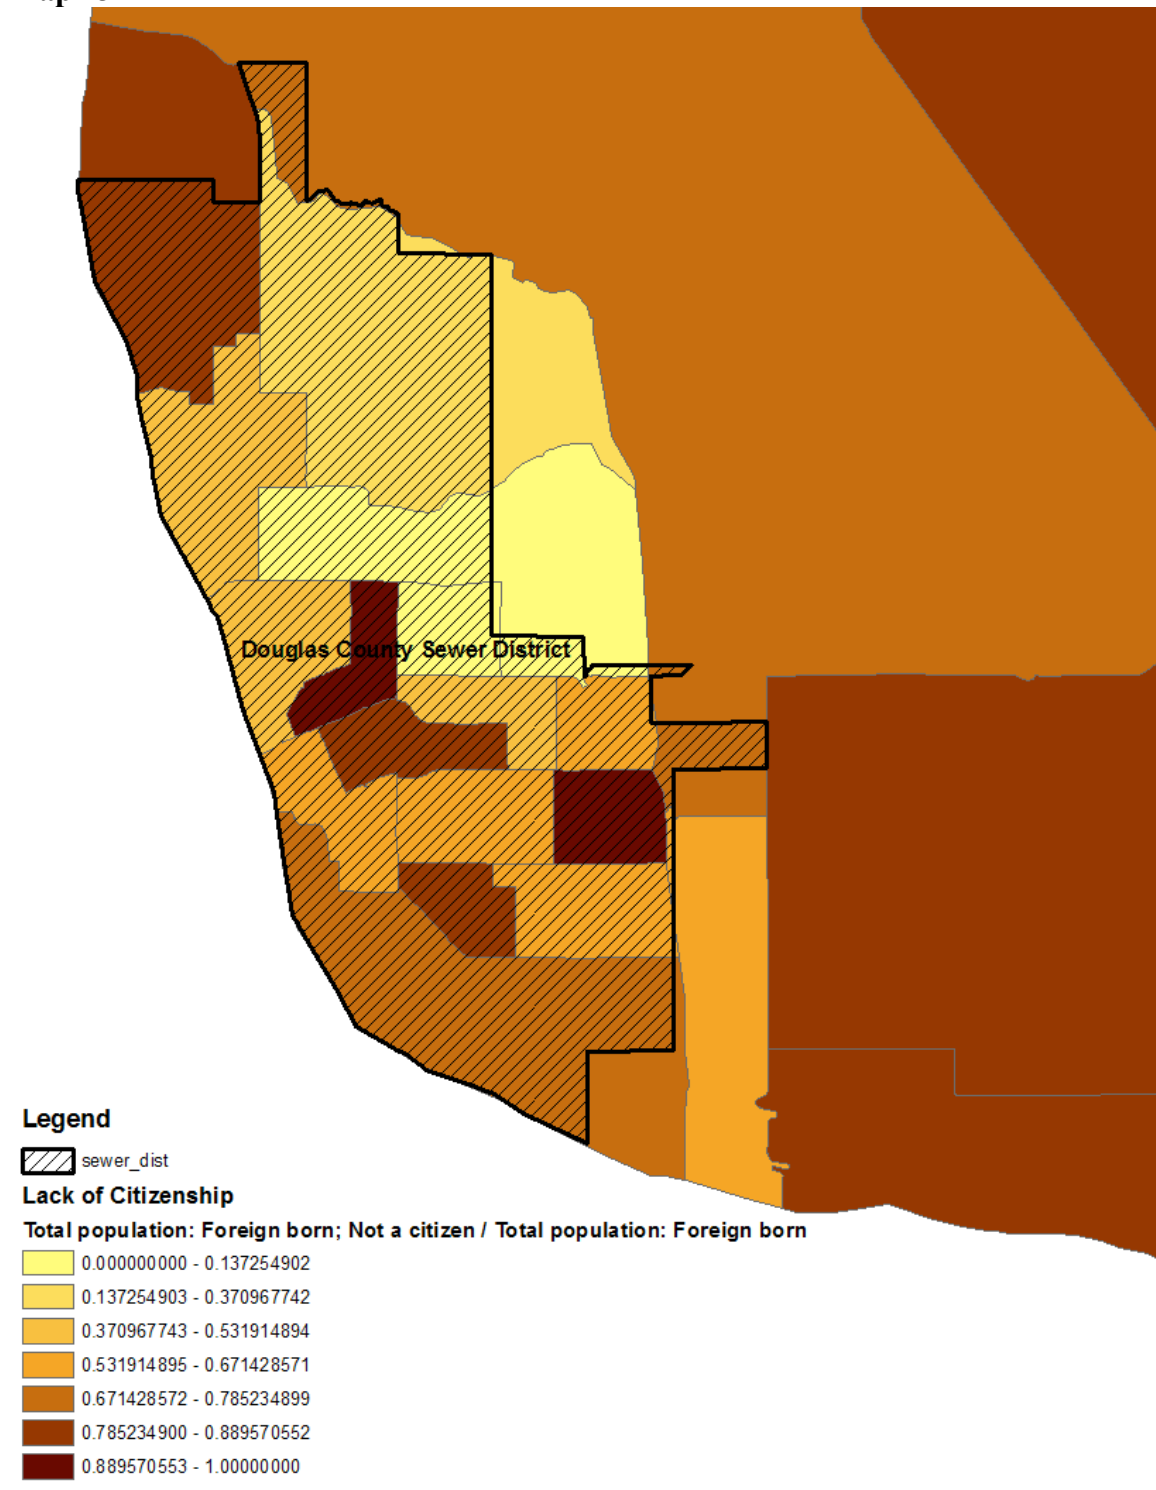 Douglas County Sewer District
Legend
sewer_dist
Lack of Citizenship
Total population: Foreign born; Not a citizen / Total population: Foreign born
0.000000000 - 0.137254902
0.137254903 - 0.370967742
0.370967743 - 0.531914894
0.531914895 - 0.671428571
0.671428572 - 0.785234899
0.785234900 - 0.889570552
0.889570553 - 1.00000000